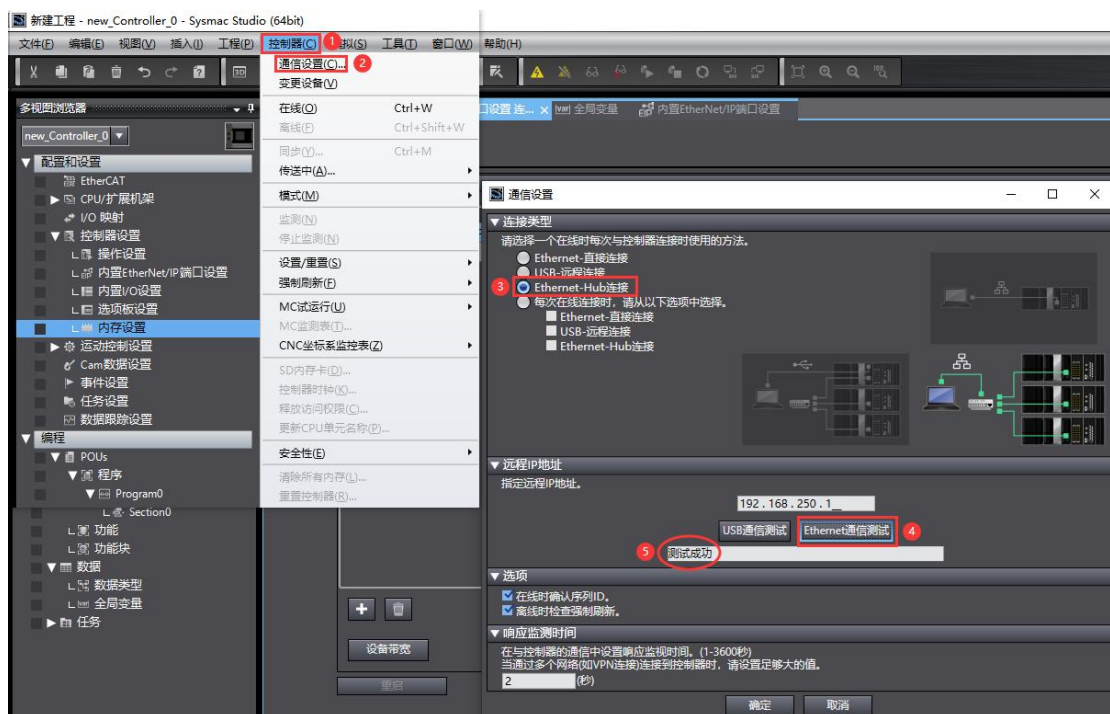 新建工程 - new_Controller_0 - Sysmac Studio (64bit)
文件(F) 编辑(E) 视图(V) 插入(I) 工程(P) 控制器(C) 1 模拟(S) 工具(T) 窗口(W) 帮助(H)
多视图浏览器
new_Controller_0
配置和设置
EtherCAT
CPU/扩展机架
I/O 映射
控制器设置
操作设置
内置EtherNet/IP端口设置
内置I/O设置
选项板设置
内存设置
运动控制设置
Cam数据设置
事件设置
任务设置
数据跟踪设置
编程
POUs
程序
Program0
Section0
功能
功能块
数据
数据类型
全局变量
任务
通信设置(C)... 2
变更设备(V)
在线(O) Ctrl+W
离线(F) Ctrl+Shift+W
同步(Y)... Ctrl+M
传送中(A)...
模式(M)
监测(N)
停止监测(N)
设置/重置(S)
强制刷新(F)
MC试运行(U)
MC监测表(T)...
CNC坐标系监控表(Z)
SD内存卡(D)...
控制器时钟(K)...
释放访问权限(C)...
更新CPU单元名称(P)...
安全性(E)
清除所有内存(L)...
重置控制器(R)...
设备带宽
重启
口设置 连... 全局变量 内置EtherNet/IP端口设置
通信设置
连接类型
请选择一个在线时每次与控制器连接时使用的方法。
Ethernet-直接连接
USB-远程连接
3 Ethernet-Hub连接
每次在线连接时，请从以下选项中选择。
Ethernet-直接连接
USB-远程连接
Ethernet-Hub连接
远程IP地址
指定远程IP地址。
192.168.250.1_
USB通信测试 Ethernet通信测试 4
5 测试成功
选项
在线时确认序列ID。
离线时检查强制刷新。
响应监测时间
在与控制器的通信中设置响应监视时间。(1-3600秒)
当通过多个网络(如VPN连接)连接到控制器时，请设置足够大的值。
2 (秒)
确定 取消